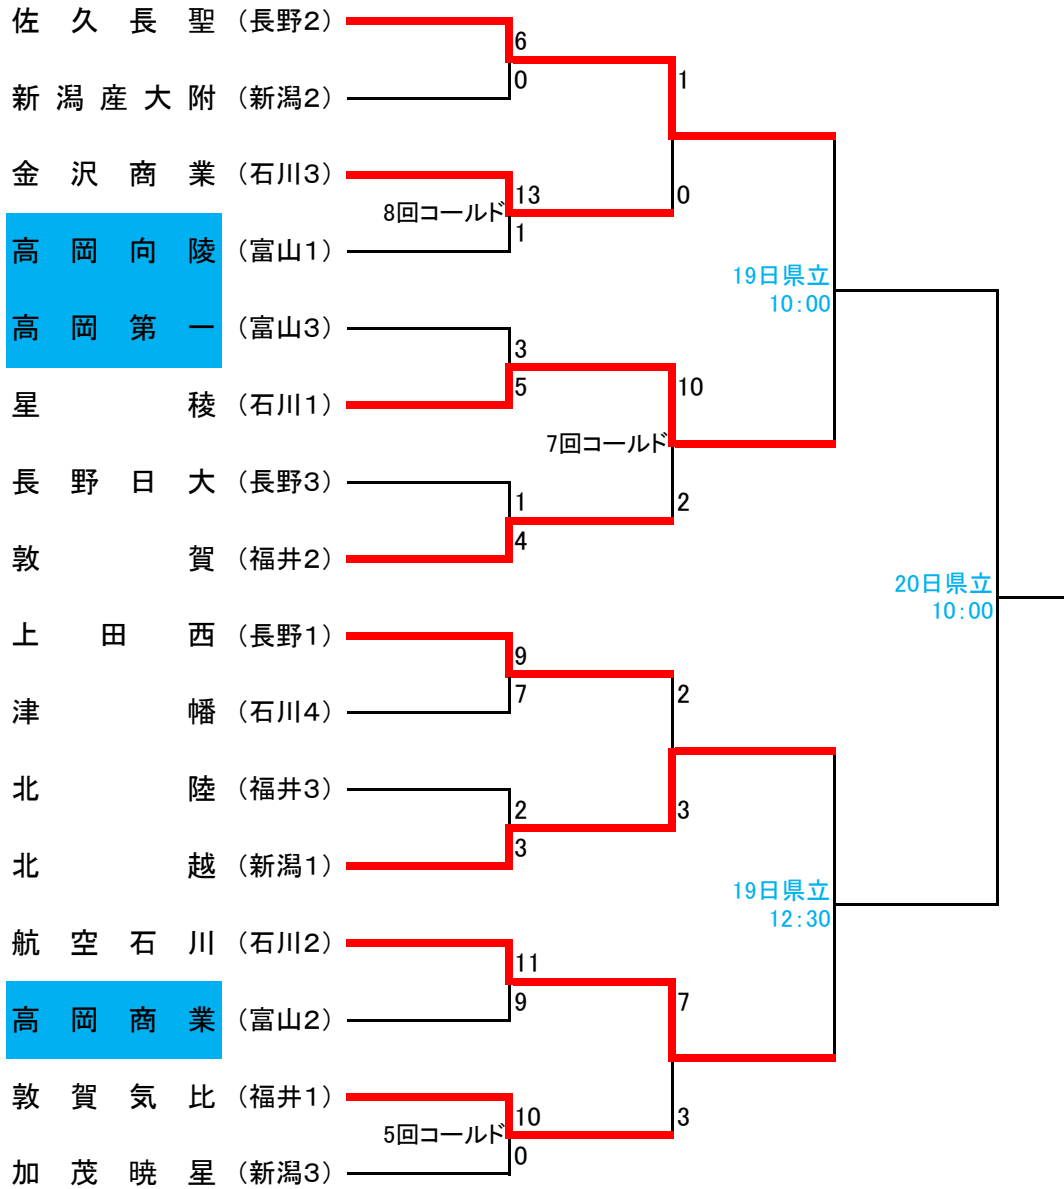 佐久長聖（長野2）
6
新潟産大附（新潟2）
0
1
金沢商業（石川3）
13
8回コールド
高岡向陵（富山1）
1
0
19日県立
10:00
高岡第一（富山3）
3
星稜（石川1）
5
10
7回コールド
長野日大（長野3）
1
敦賀（福井2）
4
2
20日県立
10:00
上田西（長野1）
9
津幡（石川4）
7
2
北陸（福井3）
2
北越（新潟1）
3
3
19日県立
12:30
航空石川（石川2）
11
高岡商業（富山2）
9
7
敦賀気比（福井1）
10
5回コールド
加茂暁星（新潟3）
0
3